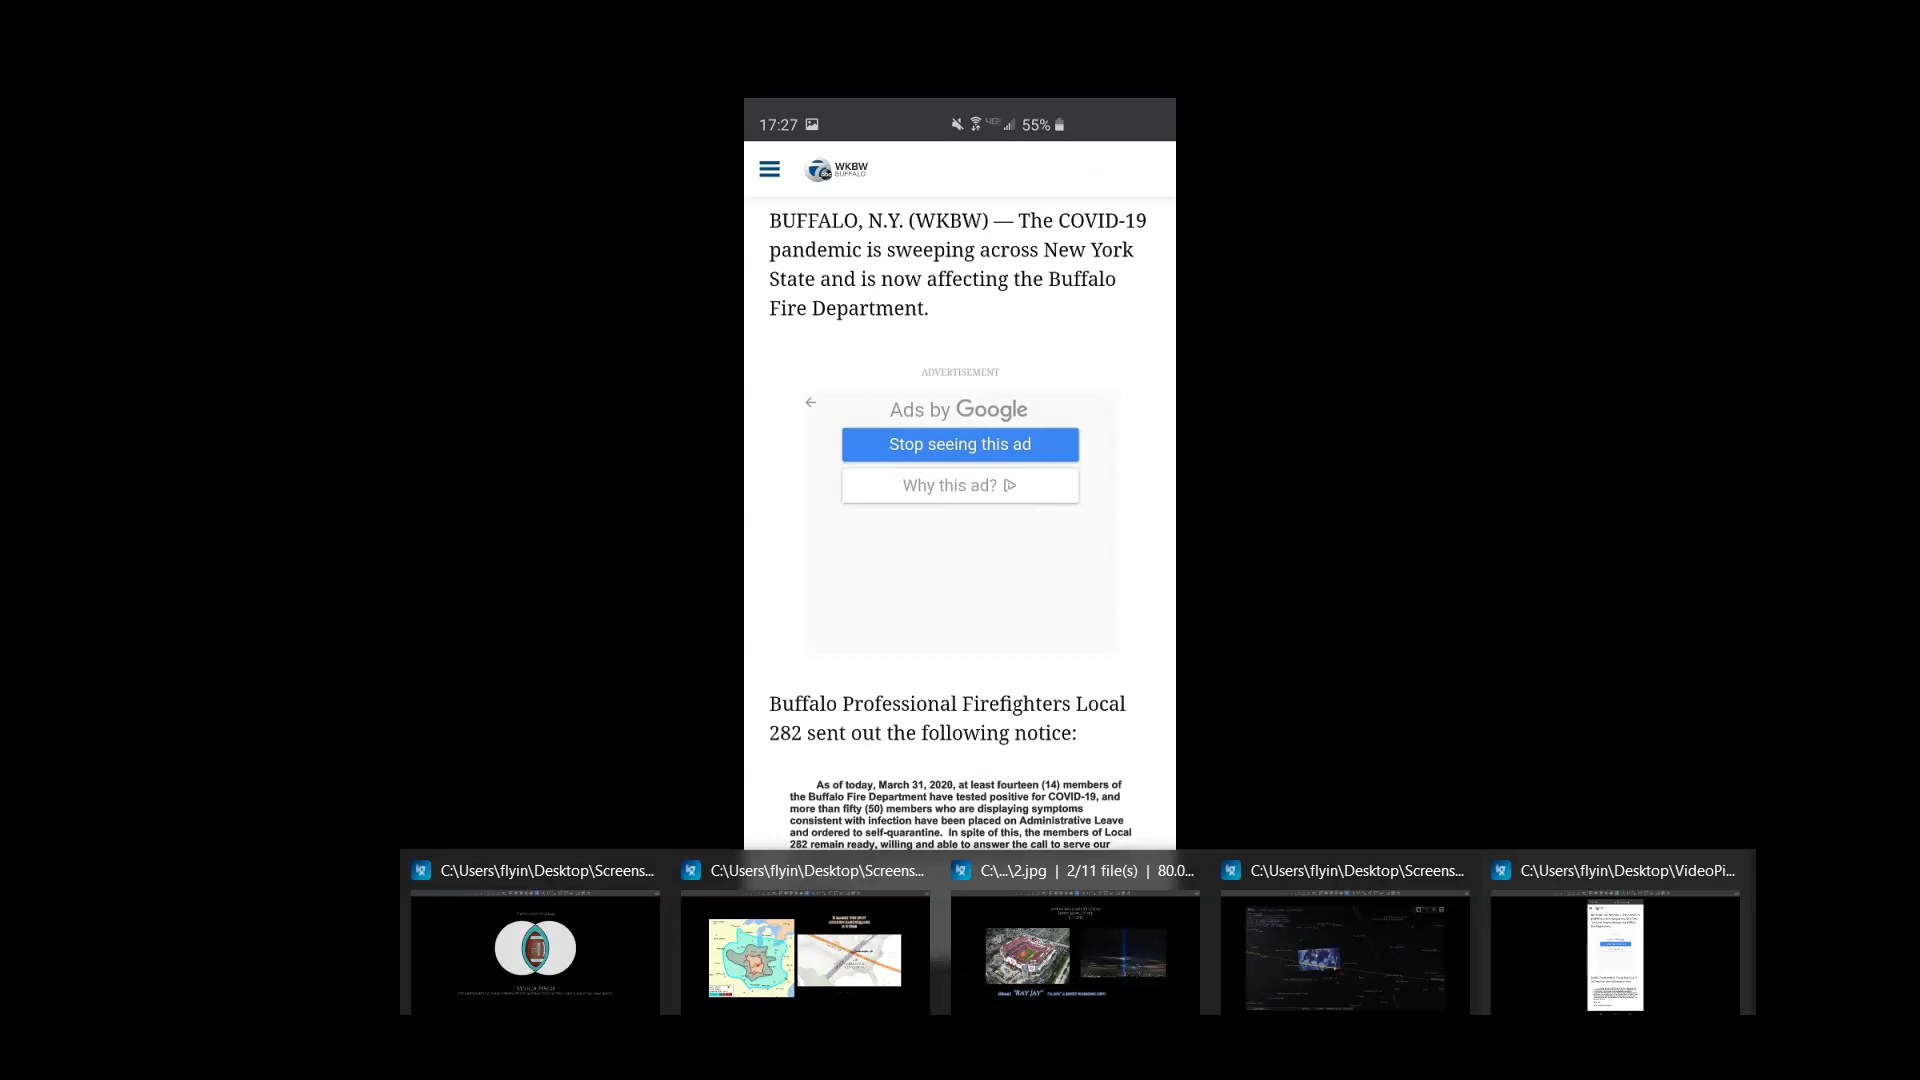 17:27 55%
WKBW
BUFFALO
BUFFALO, N.Y. (WKBW) — The COVID-19
pandemic is sweeping across New York
State and is now affecting the Buffalo
Fire Department.
ADVERTISEMENT
Ads by Google
Stop seeing this ad
Why this ad?
Buffalo Professional Firefighters Local
282 sent out the following notice:
As of today, March 31, 2020, at least fourteen (14) members of
the Buffalo Fire Department have tested positive for COVID-19, and
more than fifty (50) members who are displaying symptoms
consistent with infection have been placed on Administrative Leave
and ordered to self-quarantine. In spite of this, the members of Local
282 remain ready, willing and able to answer the call to serve our
C:\Users\flyin\Desktop\Screens... C:\Users\flyin\Desktop\Screens... C:\...\2.jpg | 2/11 file(s) | 80.0... C:\Users\flyin\Desktop\Screens... C:\Users\flyin\Desktop\VideoPi...
"RAY JAY"